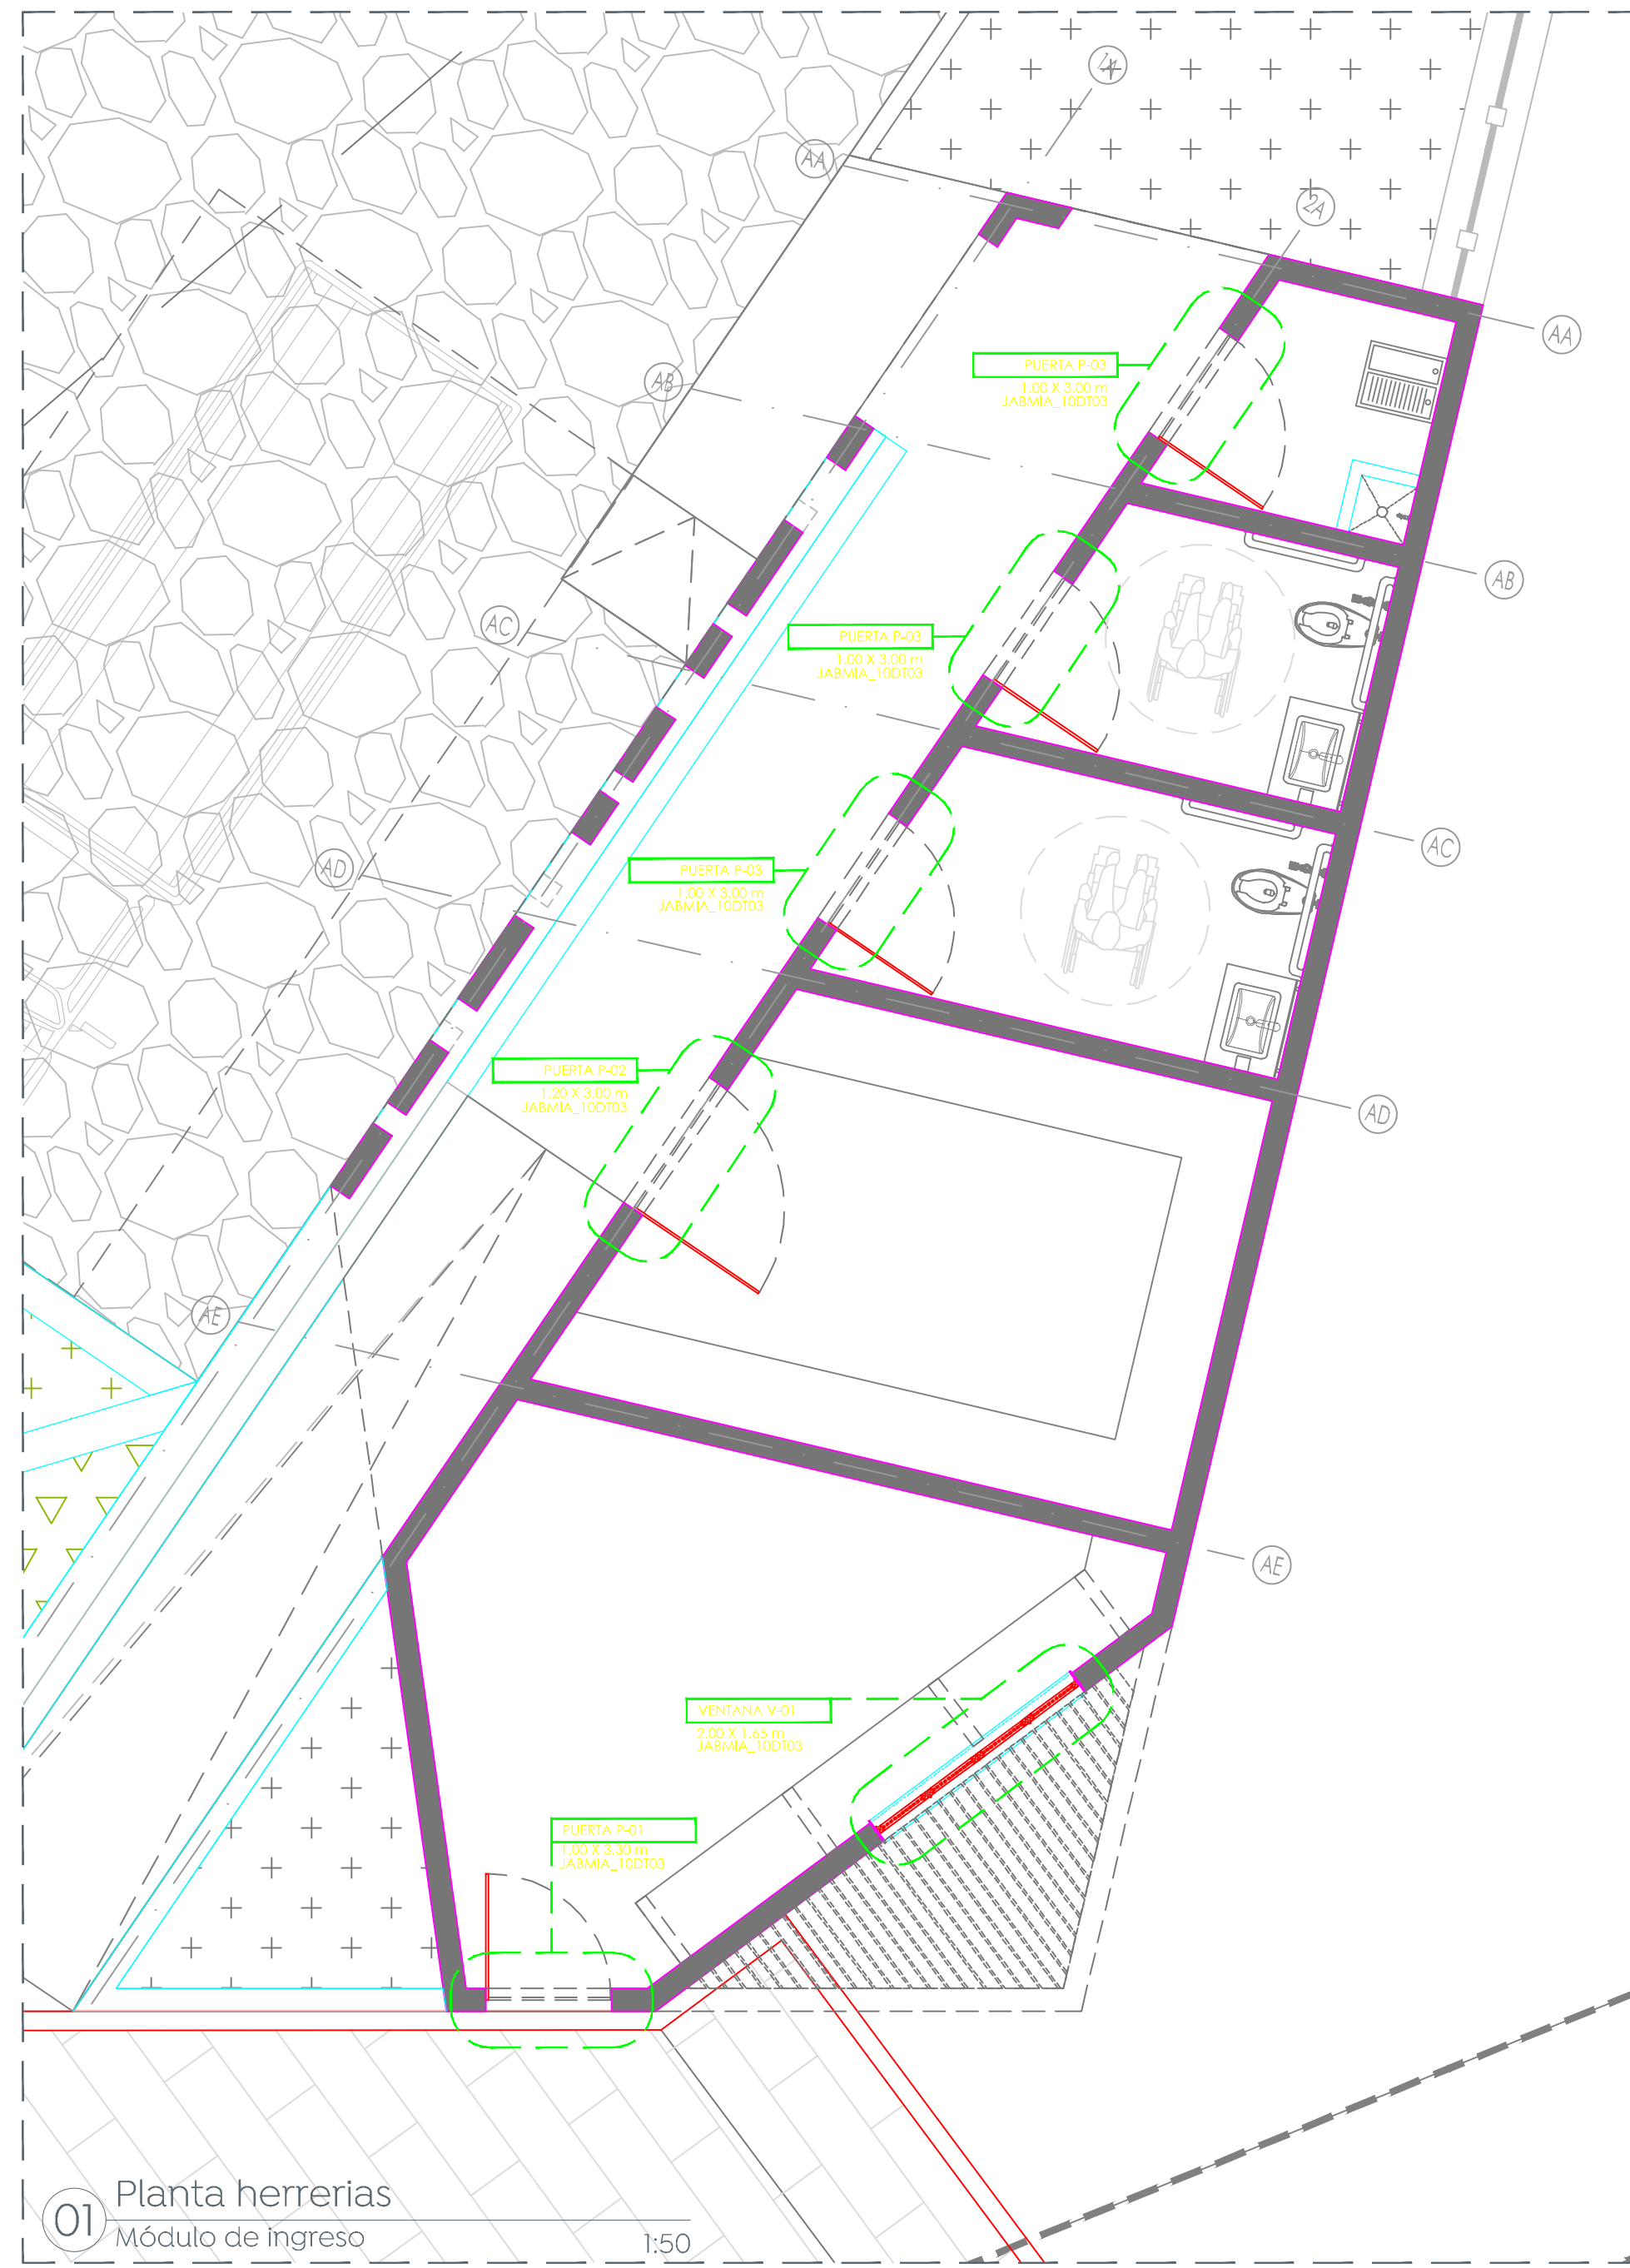 1A
AA
2A
AA
PUERTA P-03
1.00 X 3.00 m
JABMIA_10DT03
AB
AB
AC
PUERTA P-03
1.00 X 3.00 m
JABMIA_10DT03
AC
AD
PUERTA P-03
1.00 X 3.00 m
JABMIA_10DT03
PUERTA P-02
1.20 X 3.00 m
JABMIA_10DT03
AD
AE
AE
VENTANA V-01
2.00 X 1.65 m
JABMIA_10DT03
PUERTA P-01
1.00 X 3.30 m
JABMIA_10DT03
01
Planta herrerias
Módulo de ingreso
1:50